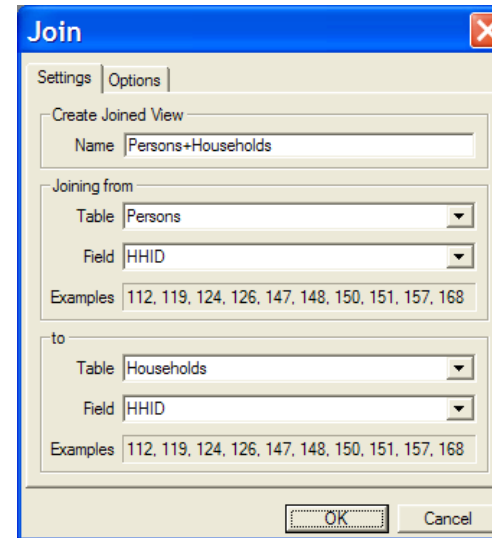 Join
Settings Options
Create Joined View
Name Persons+Households
Joining from
Table Persons
Field HHID
Examples 112, 119, 124, 126, 147, 148, 150, 151, 157, 168
to
Table Households
Field HHID
Examples 112, 119, 124, 126, 147, 148, 150, 151, 157, 168
OK Cancel